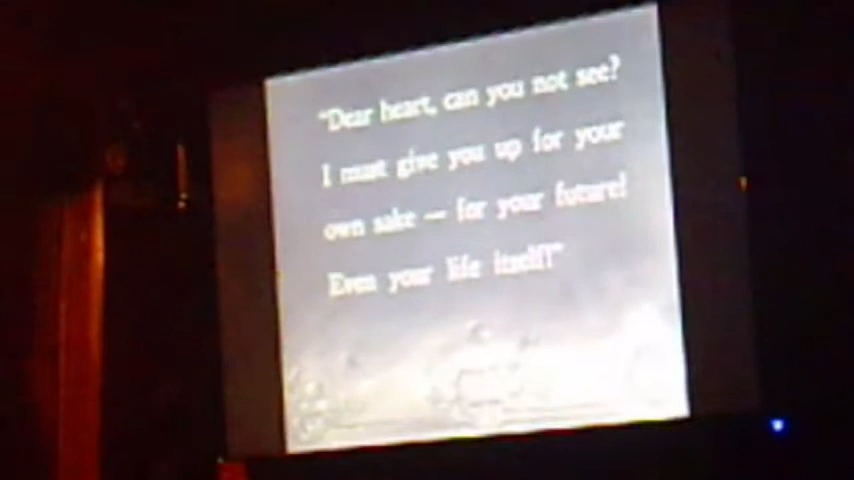 "Dear heart, can you not see?
I must give you up for your
own sake — for your future!
Even your life itself!"